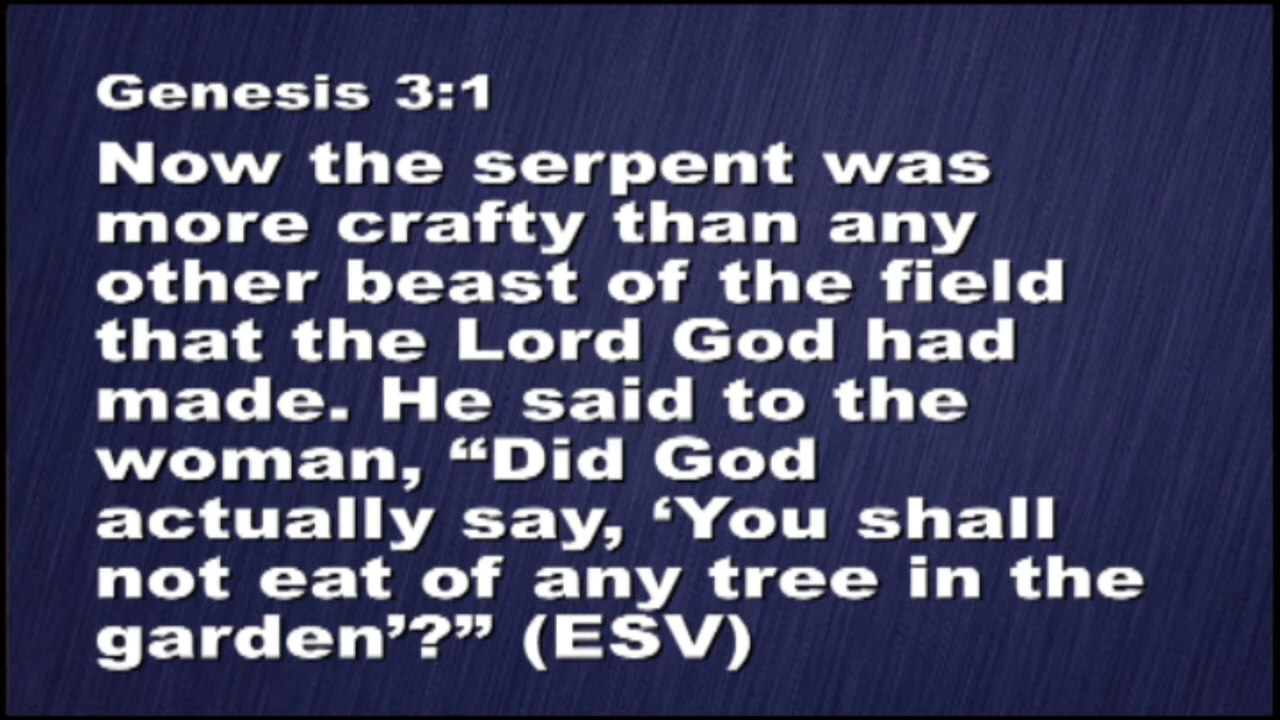 Genesis 3:1
Now the serpent was
more crafty than any
other beast of the field
that the Lord God had
made. He said to the
woman, “Did God
actually say, ‘You shall
not eat of any tree in the
garden’?” (ESV)